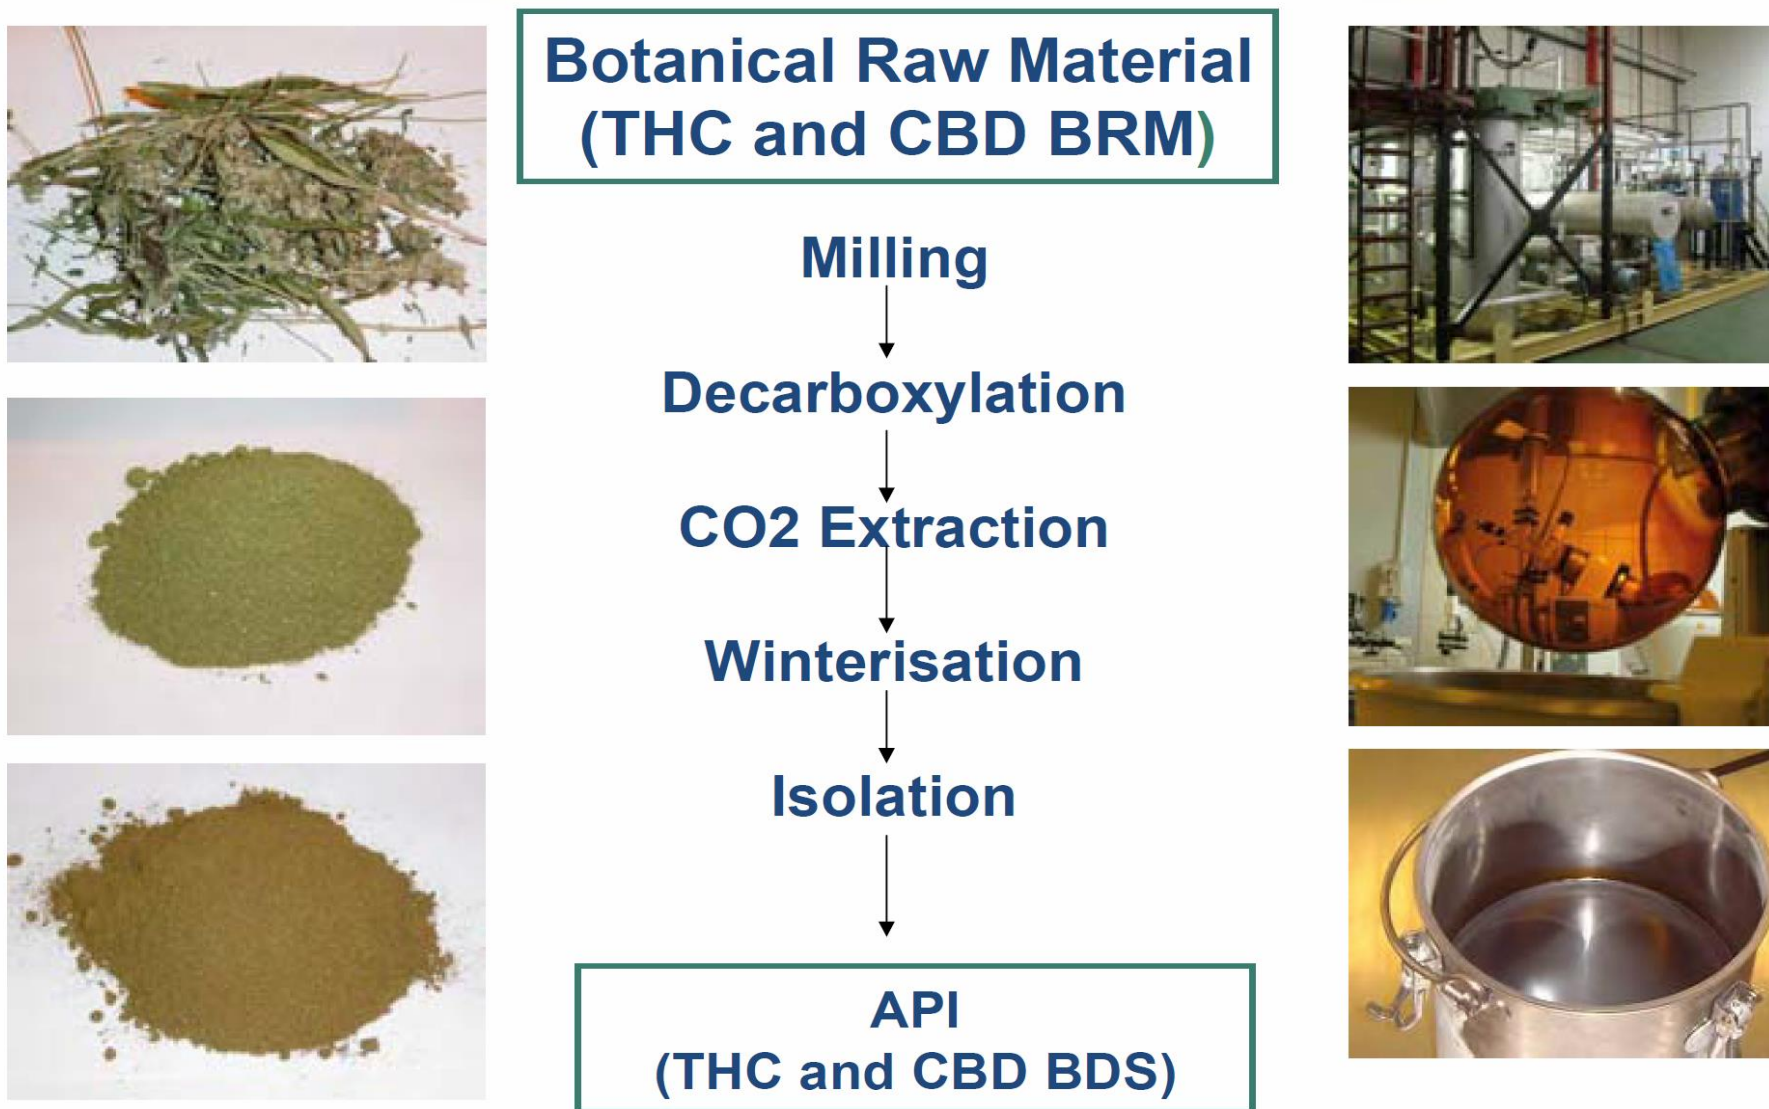 Botanical Raw Material
(THC and CBD BRM)
Milling
Decarboxylation
CO2 Extraction
Winterisation
Isolation
API
(THC and CBD BDS)